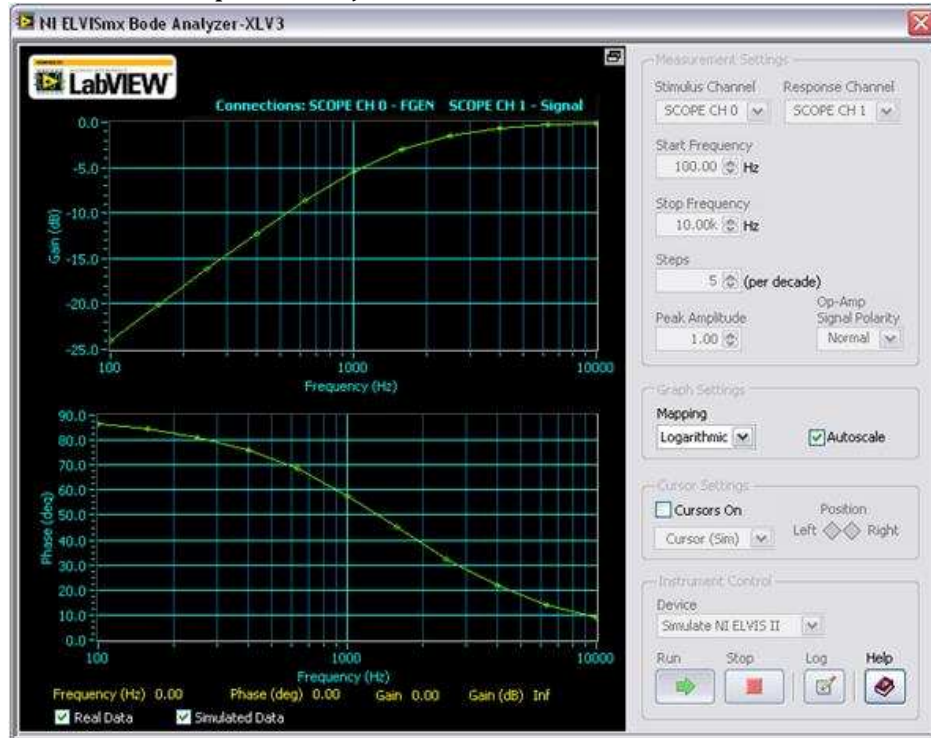 NI ELVISmx Bode Analyzer-XLV3
LabVIEW
Connections: SCOPE CH 0 - FGEN SCOPE CH 1 - Signal
0.0
-5.0
-10.0
-15.0
-20.0
-25.0
Gain (dB)
100 1000 10000
Frequency (Hz)
90.0
80.0
70.0
60.0
50.0
40.0
30.0
20.0
10.0
0.0
Phase (deg)
100 1000 10000
Frequency (Hz)
Frequency (Hz) 0.00 Phase (deg) 0.00 Gain 0.00 Gain (dB) Inf
Real Data Simulated Data
Measurement Settings
Stimulus Channel Response Channel
SCOPE CH 0 SCOPE CH 1
Start Frequency
100.00 Hz
Stop Frequency
10.00k Hz
Steps
5 (per decade)
Peak Amplitude
1.00
Op-Amp
Signal Polarity
Normal
Graph Settings
Mapping
Logarithmic Autoscale
Cursor Settings
Cursors On Position
Cursor (Sim) Left Right
Instrument Control
Device
Simulate NI ELVIS II
Run Stop Log Help